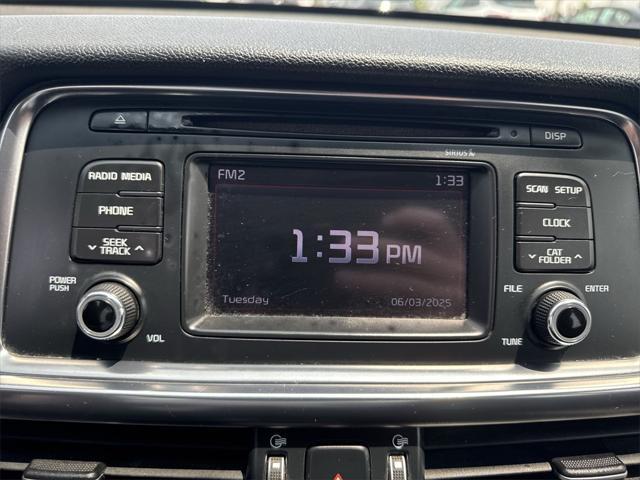 DISP
SIRIUS
RADIO MEDIA
PHONE
SEEK
TRACK
POWER
PUSH
VOL
FM2 1:33
1:33 PM
Tuesday 06/03/2025
SCAN SETUP
CLOCK
CAT
FOLDER
FILE ENTER
TUNE